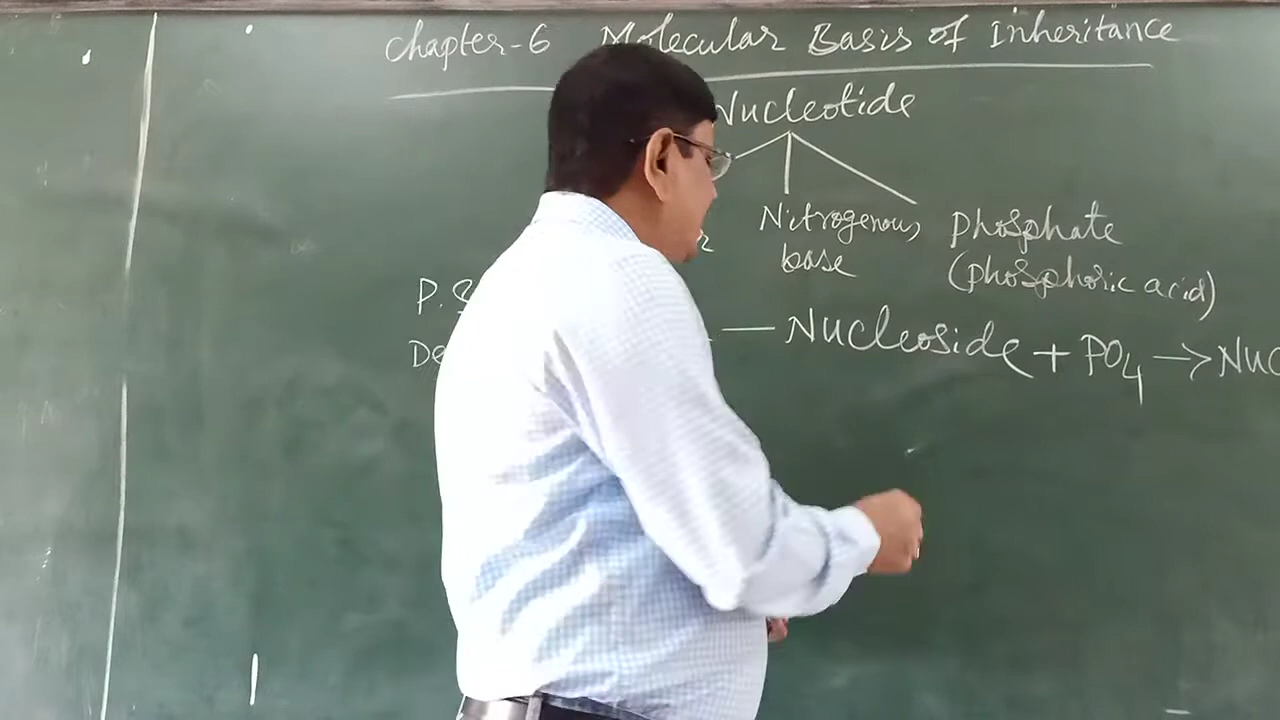 Chapter-6 Molecular Basis of Inheritance
Nucleotide
Nitrogenous Phosphate
base (phosphoric acid)
P.S
De — Nucleoside + PO4 → Nuc